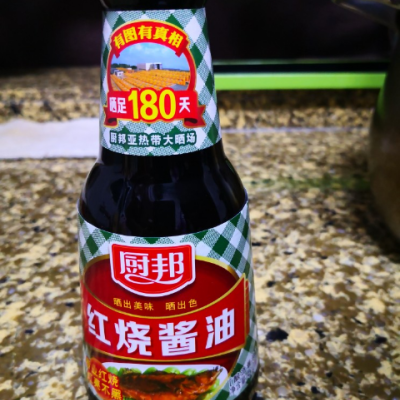 有图有真相
晒足180天
厨邦亚热带大晒场
厨邦
晒出美味 晒出色
红烧酱油